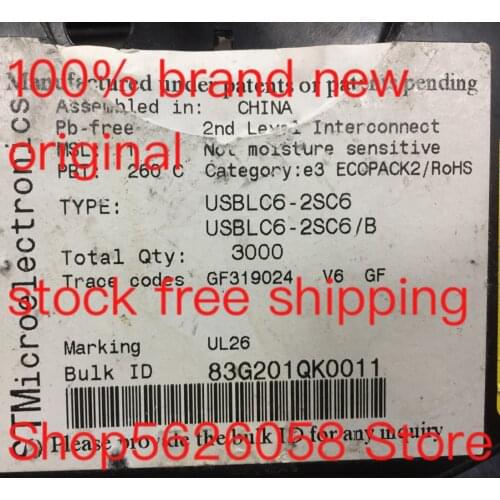 100% brand new
Manufactured under patents or patents pending
Assembled in: CHINA
Pb-free 2nd Level Interconnect
original
MSL: Not moisture sensitive
PBT: 260 C Category:e3 ECOPACK2/RoHS
TYPE: USBLC6-2SC6
USBLC6-2SC6/B
Total Qty: 3000
Trace codes GF319024 V6 GF
stock free shipping
Marking UL26
Bulk ID 83G201QK0011
STMicroelectronics
Please provide the bulk ID for any inquiry
Shop5626058 Store